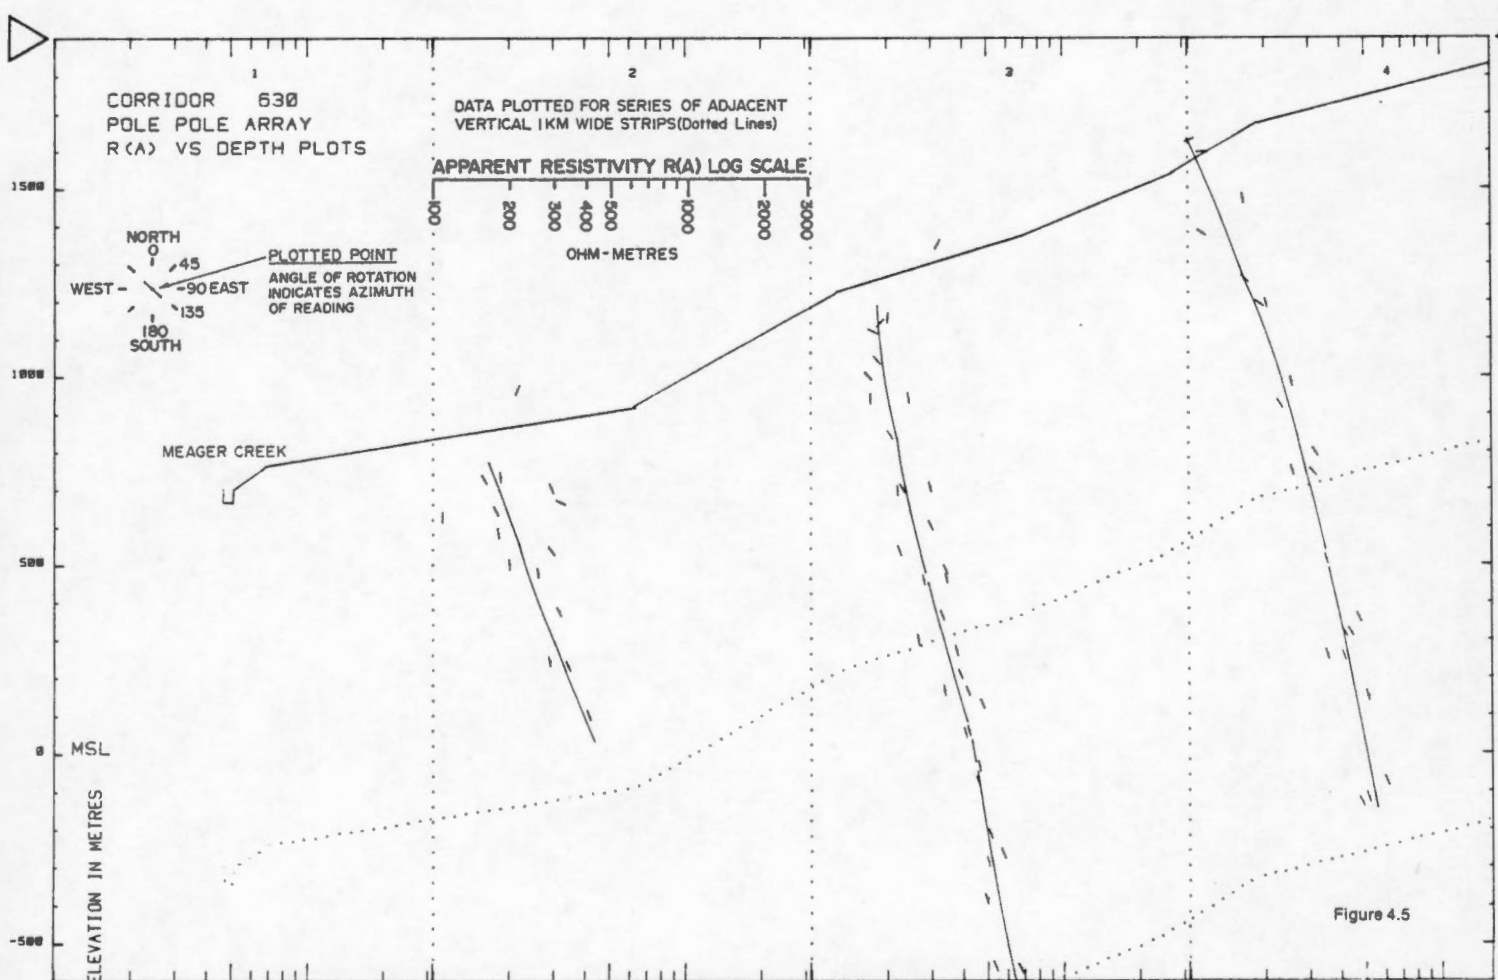 1
2
3
4
CORRIDOR 630
POLE POLE ARRAY
R(A) VS DEPTH PLOTS
DATA PLOTTED FOR SERIES OF ADJACENT
VERTICAL 1KM WIDE STRIPS(Dotted Lines)
APPARENT RESISTIVITY R(A) LOG SCALE
100
200
300
400
500
1000
2000
3000
OHM-METRES
NORTH
0
45
WEST
90 EAST
135
180
SOUTH
PLOTTED POINT
ANGLE OF ROTATION
INDICATES AZIMUTH
OF READING
1500
1000
MEAGER CREEK
500
0
MSL
ELEVATION IN METRES
-500
Figure 4.5